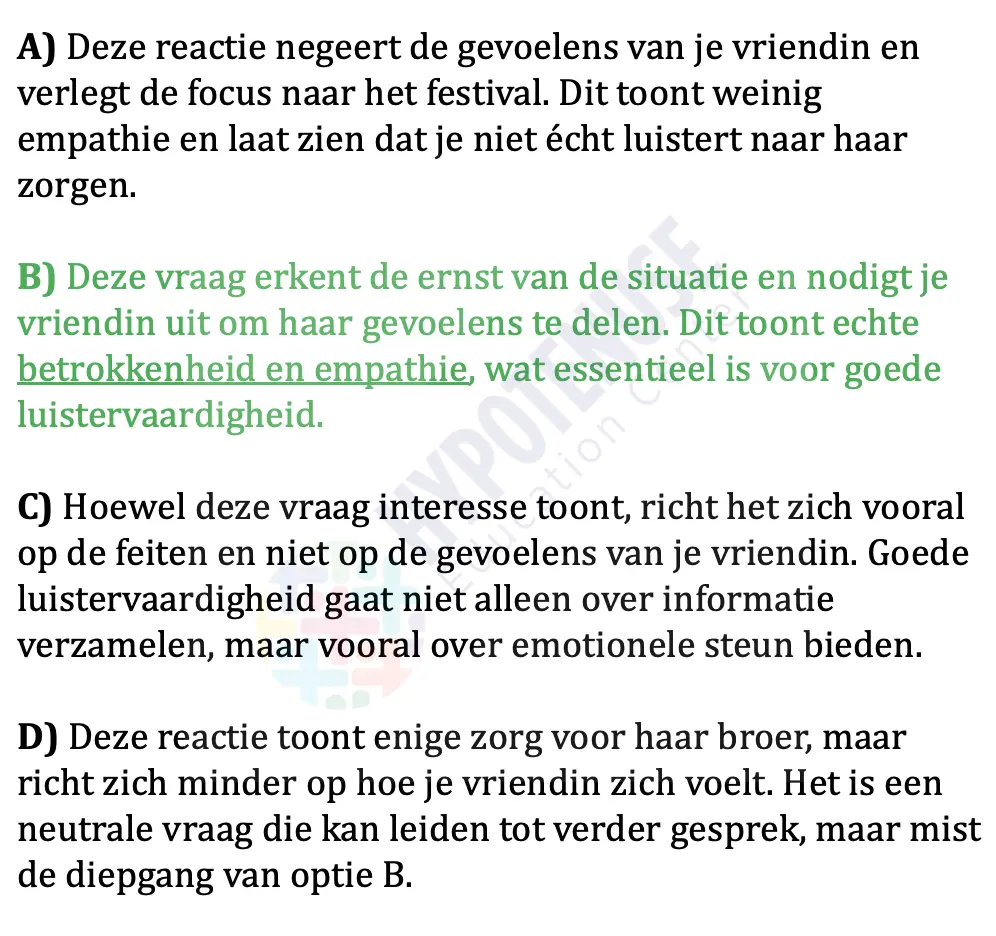 A) Deze reactie negeert de gevoelens van je vriendin en
verlegt de focus naar het festival. Dit toont weinig
empathie en laat zien dat je niet écht luistert naar haar
zorgen.
B) Deze vraag erkent de ernst van de situatie en nodigt je
vriendin uit om haar gevoelens te delen. Dit toont echte
betrokkenheid en empathie, wat essentieel is voor goede
luistervaardigheid.
C) Hoewel deze vraag interesse toont, richt het zich vooral
op de feiten en niet op de gevoelens van je vriendin. Goede
luistervaardigheid gaat niet alleen over informatie
verzamelen, maar vooral over emotionele steun bieden.
D) Deze reactie toont enige zorg voor haar broer, maar
richt zich minder op hoe je vriendin zich voelt. Het is een
neutrale vraag die kan leiden tot verder gesprek, maar mist
de diepgang van optie B.
HYPOTENUSE
Education Center